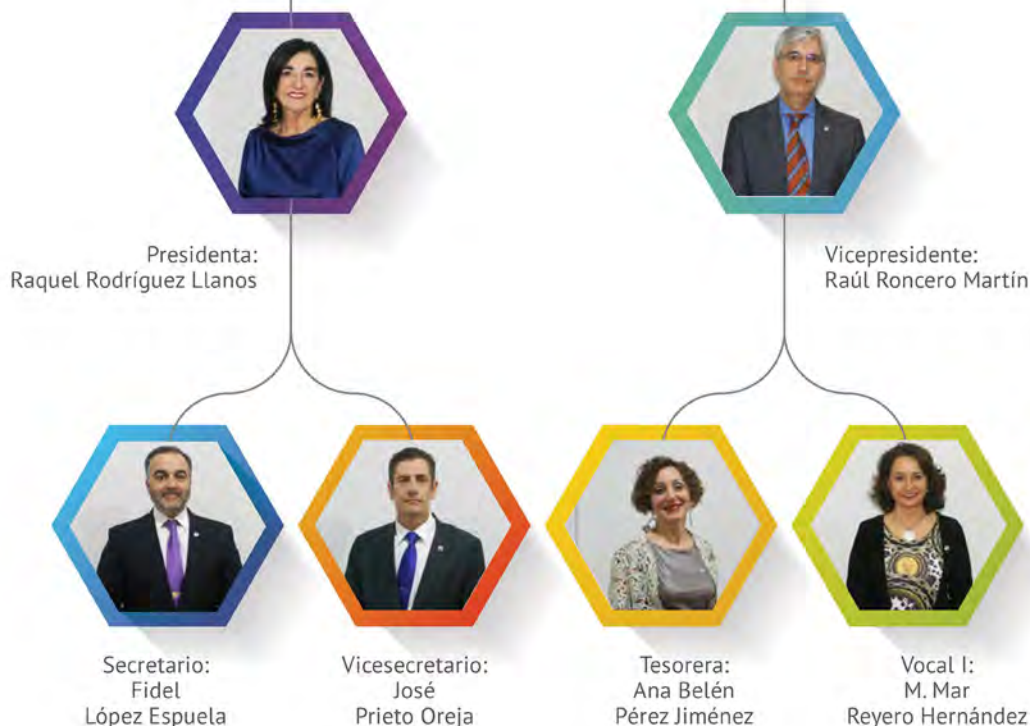 Presidenta:
Raquel Rodríguez Llanos
Vicepresidente:
Raúl Roncero Martín
Secretario:
Fidel
López Espuela
Vicesecretario:
José
Prieto Oreja
Tesorera:
Ana Belén
Pérez Jiménez
Vocal I:
M. Mar
Reyero Hernández